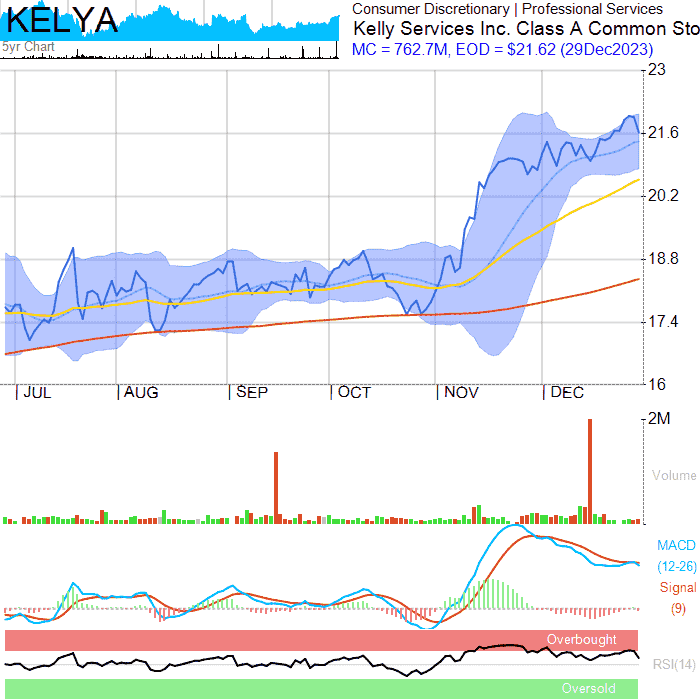 KELYA
5yr Chart
Consumer Discretionary | Professional Services
Kelly Services Inc. Class A Common Sto
MC = 762.7M, EOD = $21.62 (29Dec2023)
23
21.6
20.2
18.8
17.4
16
JUL AUG SEP OCT NOV DEC
2M
Volume
MACD
(12-26)
Signal
(9)
Overbought
RSI(14)
Oversold